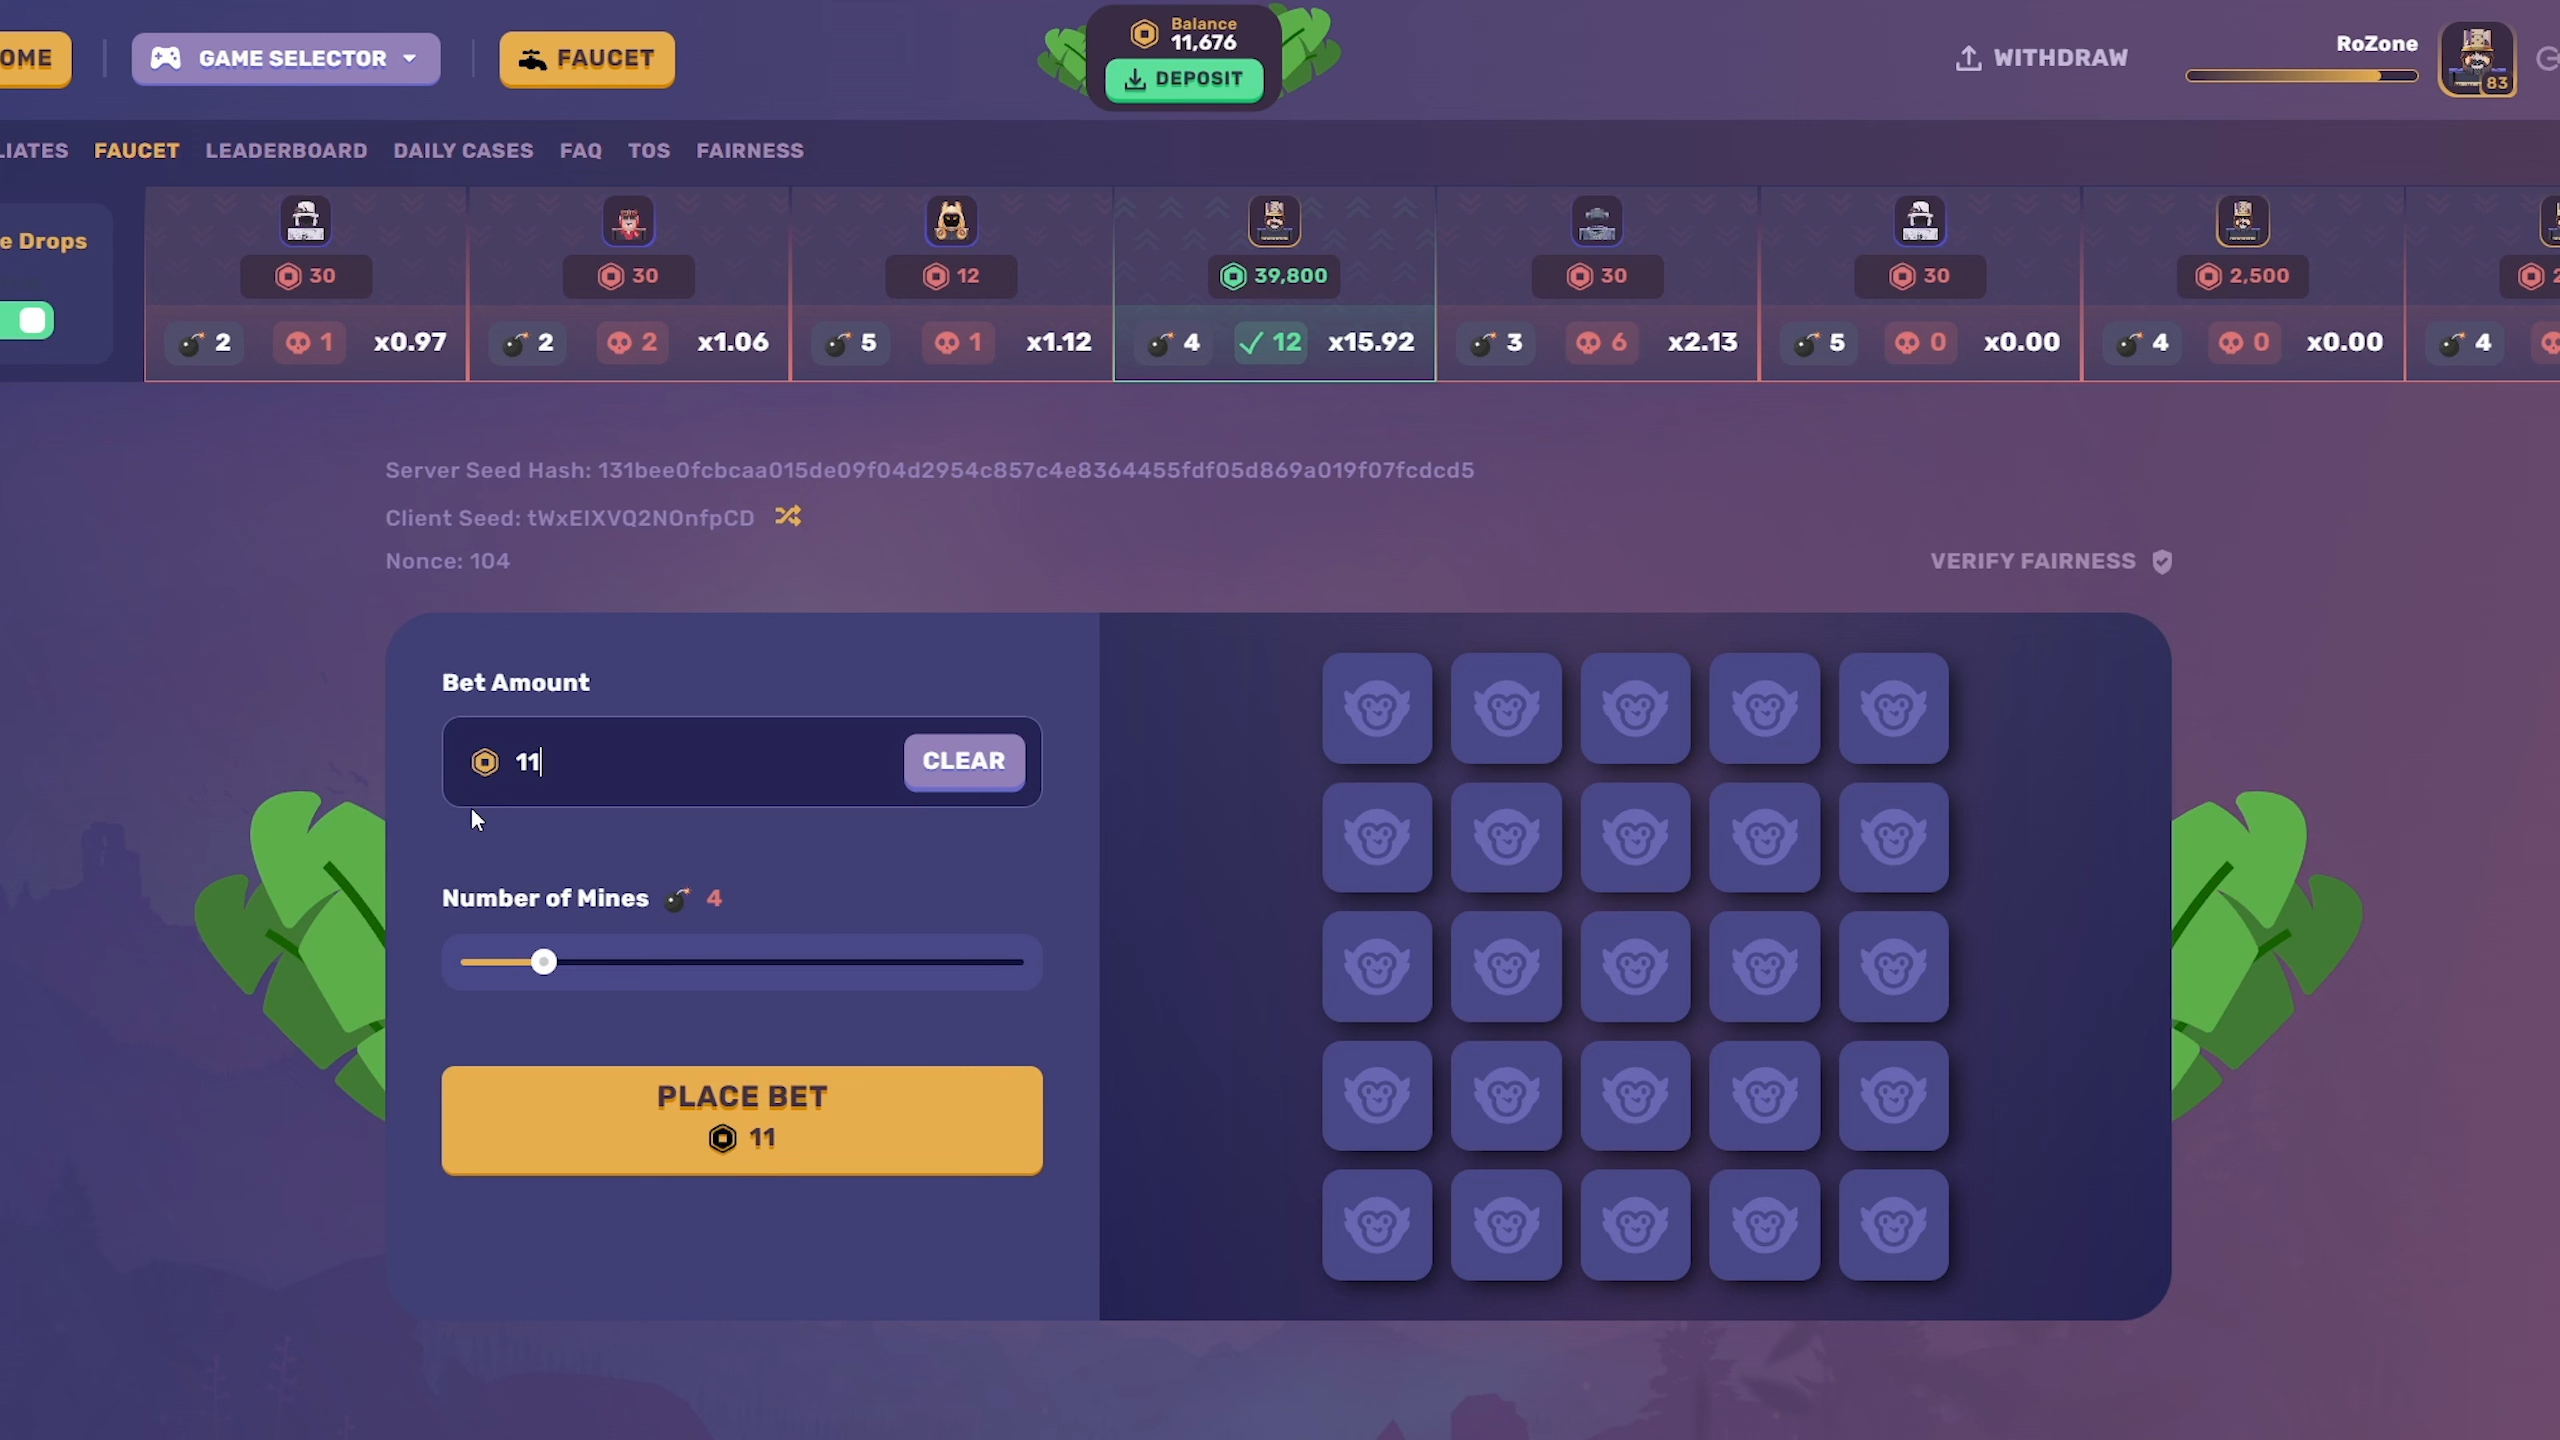 OME
GAME SELECTOR
FAUCET
Balance
11,676
DEPOSIT
WITHDRAW
RoZone
83
LIATES FAUCET LEADERBOARD DAILY CASES FAQ TOS FAIRNESS
e Drops
30 30 12 39,800 30 30 2,500 2
2 1 x0.97 2 2 x1.06 5 1 x1.12 4 12 x15.92 3 6 x2.13 5 0 x0.00 4 0 x0.00 4
Server Seed Hash: 131bee0fcbcaa015de09f04d2954c857c4e8364455fdf05d869a019f07fcdcd5
Client Seed: tWxEIXVQ2NOnfpCD
Nonce: 104
VERIFY FAIRNESS
Bet Amount
11
CLEAR
Number of Mines 4
PLACE BET
11